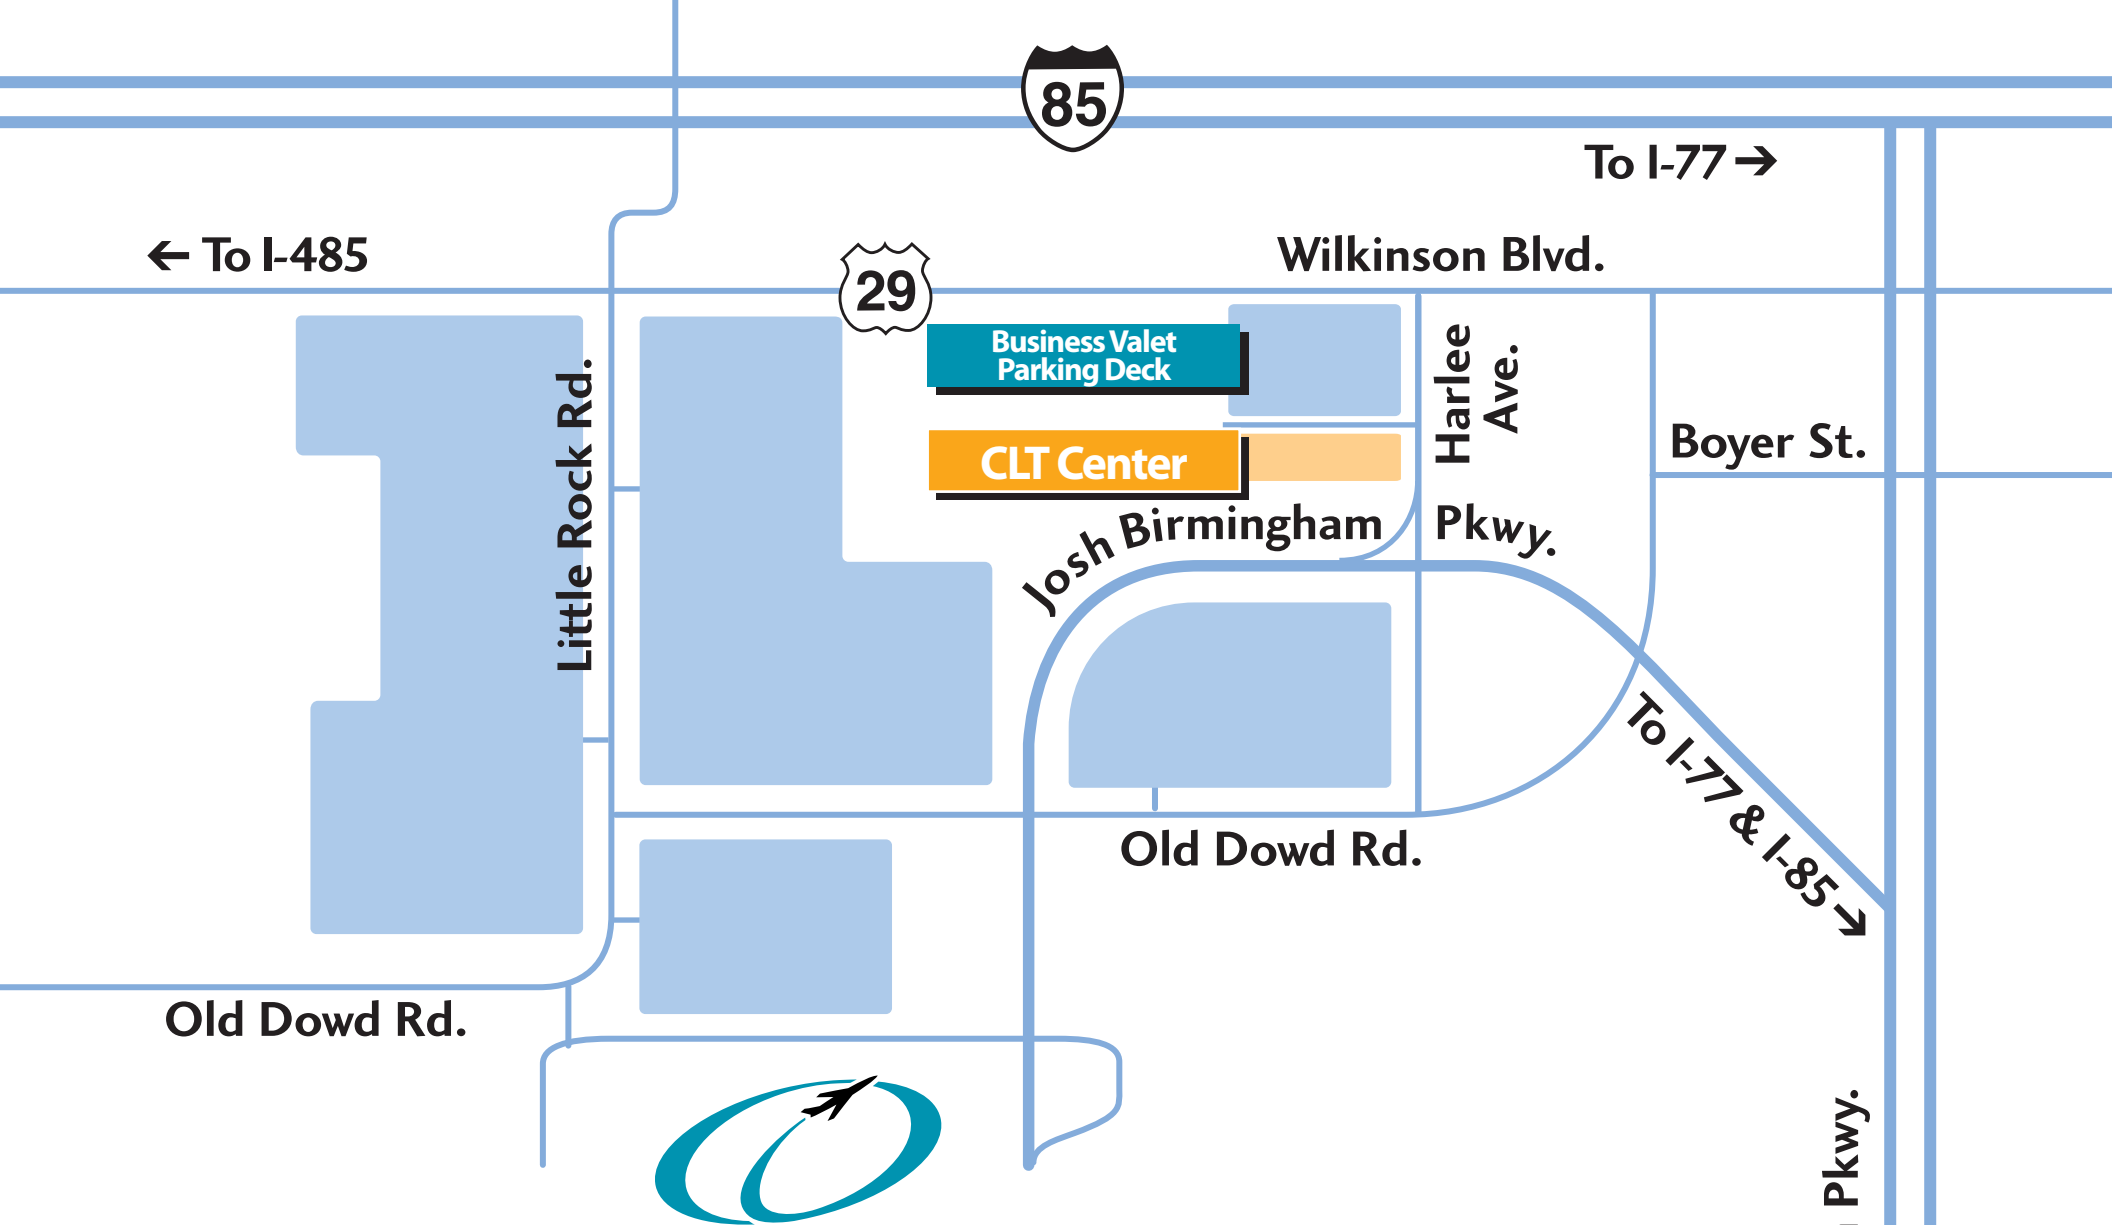 85
To I-77 →
← To I-485
Wilkinson Blvd.
29
Business Valet
Parking Deck
Harlee
Ave.
Little Rock Rd.
CLT Center
Boyer St.
Josh Birmingham Pkwy.
To I-77 & I-85 →
Old Dowd Rd.
Old Dowd Rd.
Pkwy.